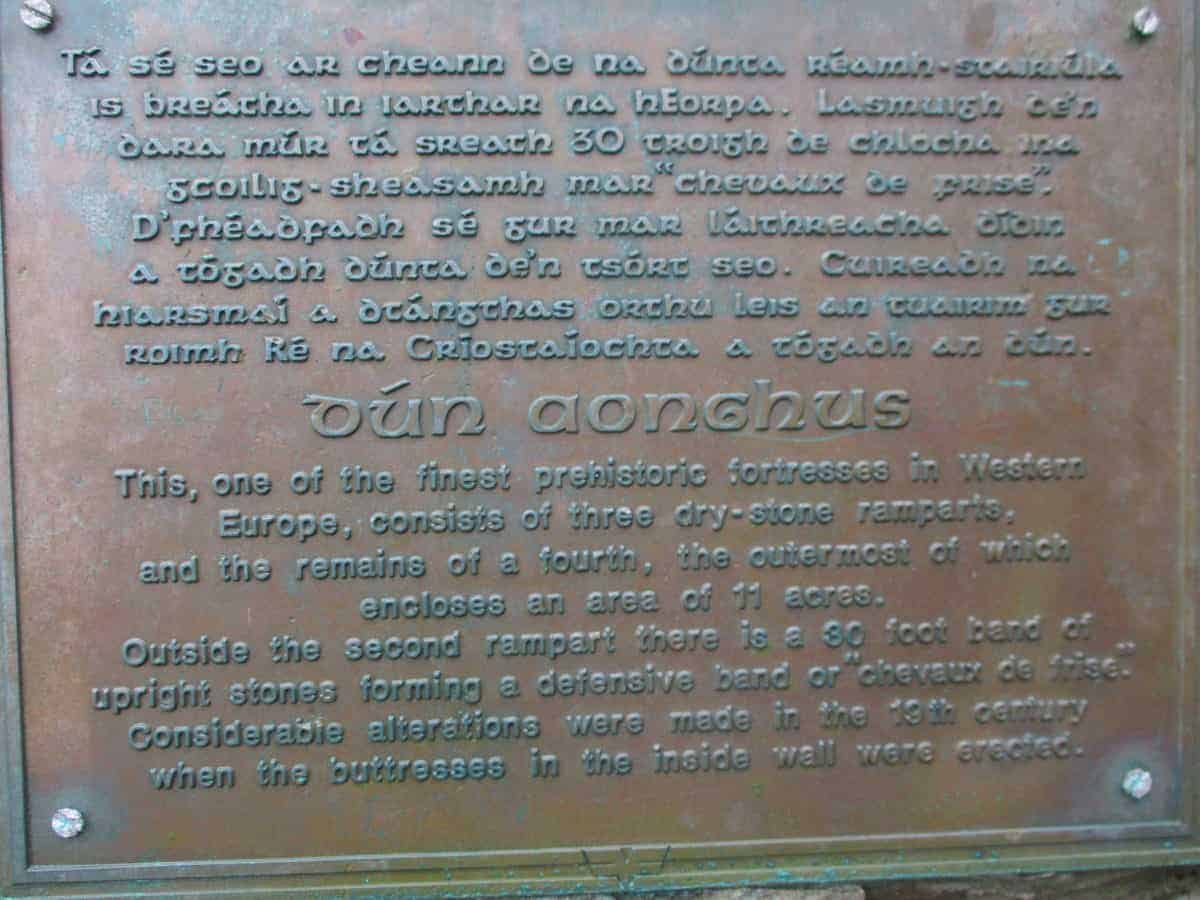 Tá sé seo ar cheann de na dúnta réamh-stairiúla
is breátha in iarthar na hEorpa. Lasmuigh de'n
dara múr tá sreath 30 troigh de chlocha ina
gcoilig-sheasamh mar "chevaux de frise".
D'fhéadfadh sé gur mar láithreacha dídin
a tógadh dúnta de'n tsórt seo. Cuireadh na
hiarsmaí a dtángthas orthu leis an tuairim gur
roimh Ré na Críostaíochta a tógadh an dún.
dún aonghus
This, one of the finest prehistoric fortresses in Western
Europe, consists of three dry-stone ramparts,
and the remains of a fourth, the outermost of which
encloses an area of 11 acres.
Outside the second rampart there is a 30 foot band of
upright stones forming a defensive band or "chevaux de frise."
Considerable alterations were made in the 19th century
when the buttresses in the inside wall were erected.